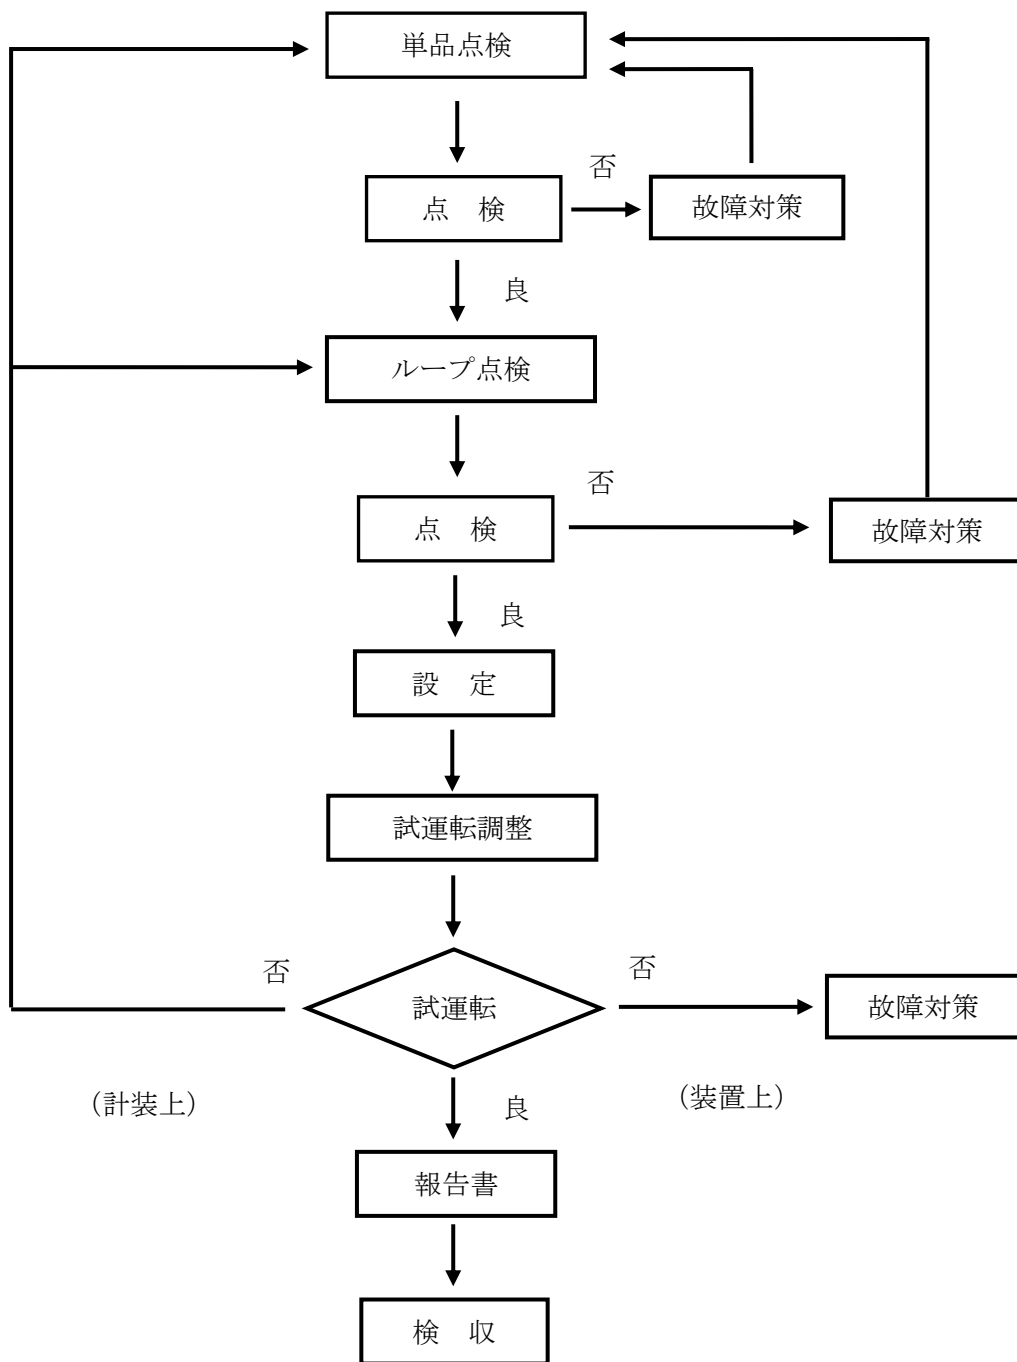 単品点検
否
点　検
故障対策
良
ループ点検
否
点　検
故障対策
良
設　定
試運転調整
否
否
試運転
故障対策
（計装上）
良
（装置上）
報告書
検　収